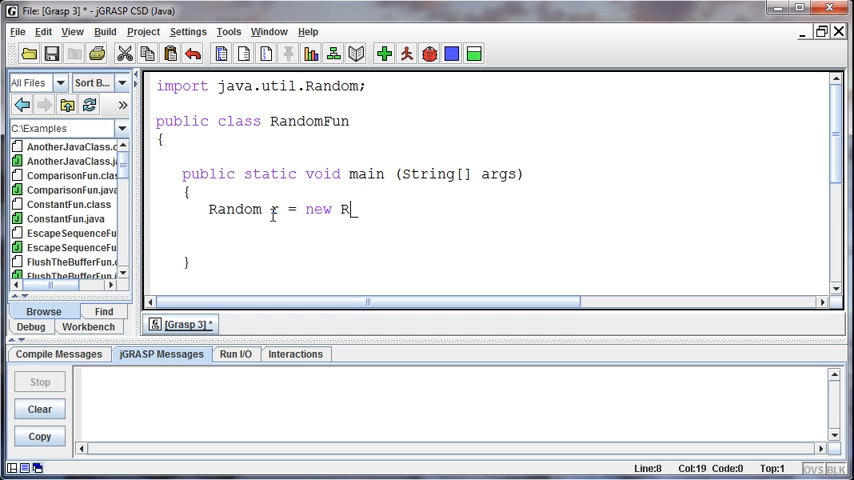 File: [Grasp 3] * - jGRASP CSD (Java)
File Edit View Build Project Settings Tools Window Help
All Files Sort B...
»
C:\Examples
AnotherJavaClass.c
AnotherJavaClass.ja
ComparisonFun.c
ComparisonFun.java
ConstantFun.class
ConstantFun.java
EscapeSequenceFu
EscapeSequenceFu
FlushTheBufferFun.c
FlushTheBufferFun.j
Browse Find
Debug Workbench
import java.util.Random;
public class RandomFun
{
public static void main (String[] args)
{
Random r = new R
}
[Grasp 3] *
Compile Messages jGRASP Messages Run I/O Interactions
Stop
Clear
Copy
Line:8 Col:19 Code:0 Top:1 OVS BLK